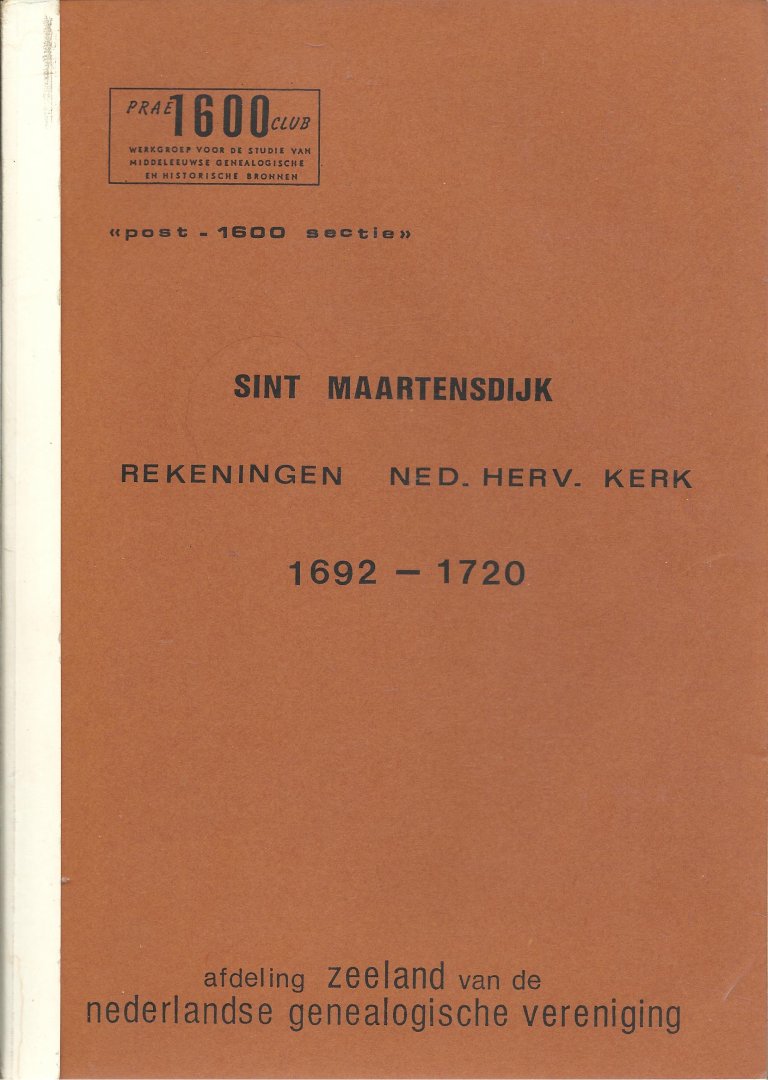 PRAE 1600 CLUB
WERKGROEP VOOR DE STUDIE VAN
MIDDELEEUWSE GENEALOGISCHE
EN HISTORISCHE BRONNEN
«post - 1600 sectie»
SINT MAARTENSDIJK
REKENINGEN NED. HERV. KERK
1692 - 1720
afdeling zeeland van de
nederlandse genealogische vereniging